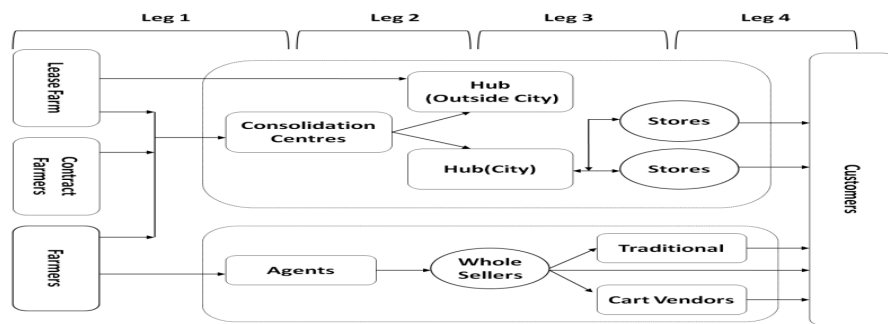 Leg 1
Leg 2
Leg 3
Leg 4
Lease Farm
Contract
Farmers
Farmers
Consolidation
Centres
Hub
(Outside City)
Hub(City)
Stores
Stores
Agents
Whole
Sellers
Traditional
Cart Vendors
Customers